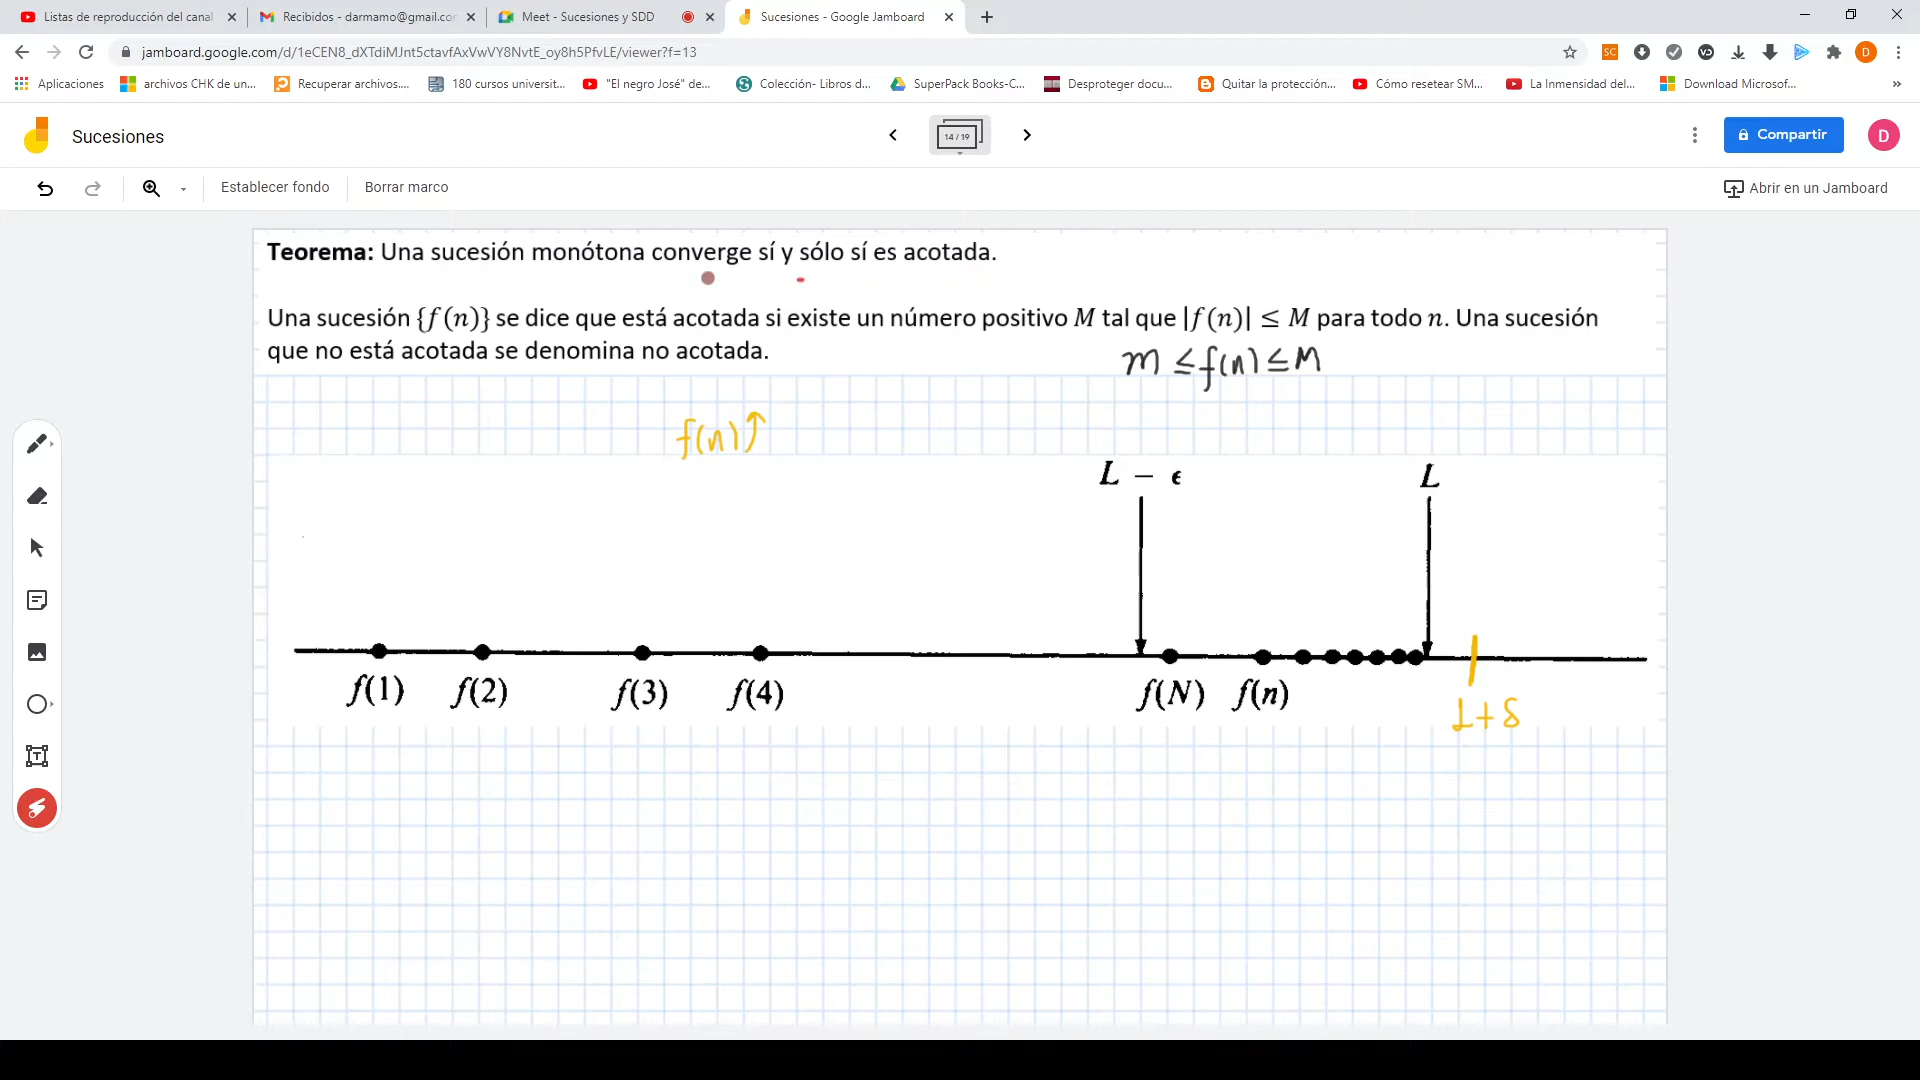 Listas de reproducción del canal
Recibidos - darmamo@gmail.co
Meet - Sucesiones y SDD
Sucesiones - Google Jamboard
jamboard.google.com/d/1eCEN8_dXTdiMJnt5ctavfAxVwVY8NvtE_oy8h5PfvLE/viewer?f=13
Aplicaciones
archivos CHK de un...
Recuperar archivos....
180 cursos universit...
"El negro José" de...
Colección- Libros d...
SuperPack Books-C...
Desproteger docu...
Quitar la protección...
Cómo resetear SM...
La Inmensidad del...
Download Microsof...
Sucesiones
14 / 19
Compartir
D
Establecer fondo
Borrar marco
Abrir en un Jamboard
Teorema: Una sucesión monótona converge sí y sólo sí es acotada.
Una sucesión {f(n)} se dice que está acotada si existe un número positivo M tal que |f(n)| ≤ M para todo n. Una sucesión
que no está acotada se denomina no acotada.
m ≤ f(n) ≤ M
f(n) ↑
L - ϵ
L
f(1) f(2) f(3) f(4) f(N) f(n)
L+δ